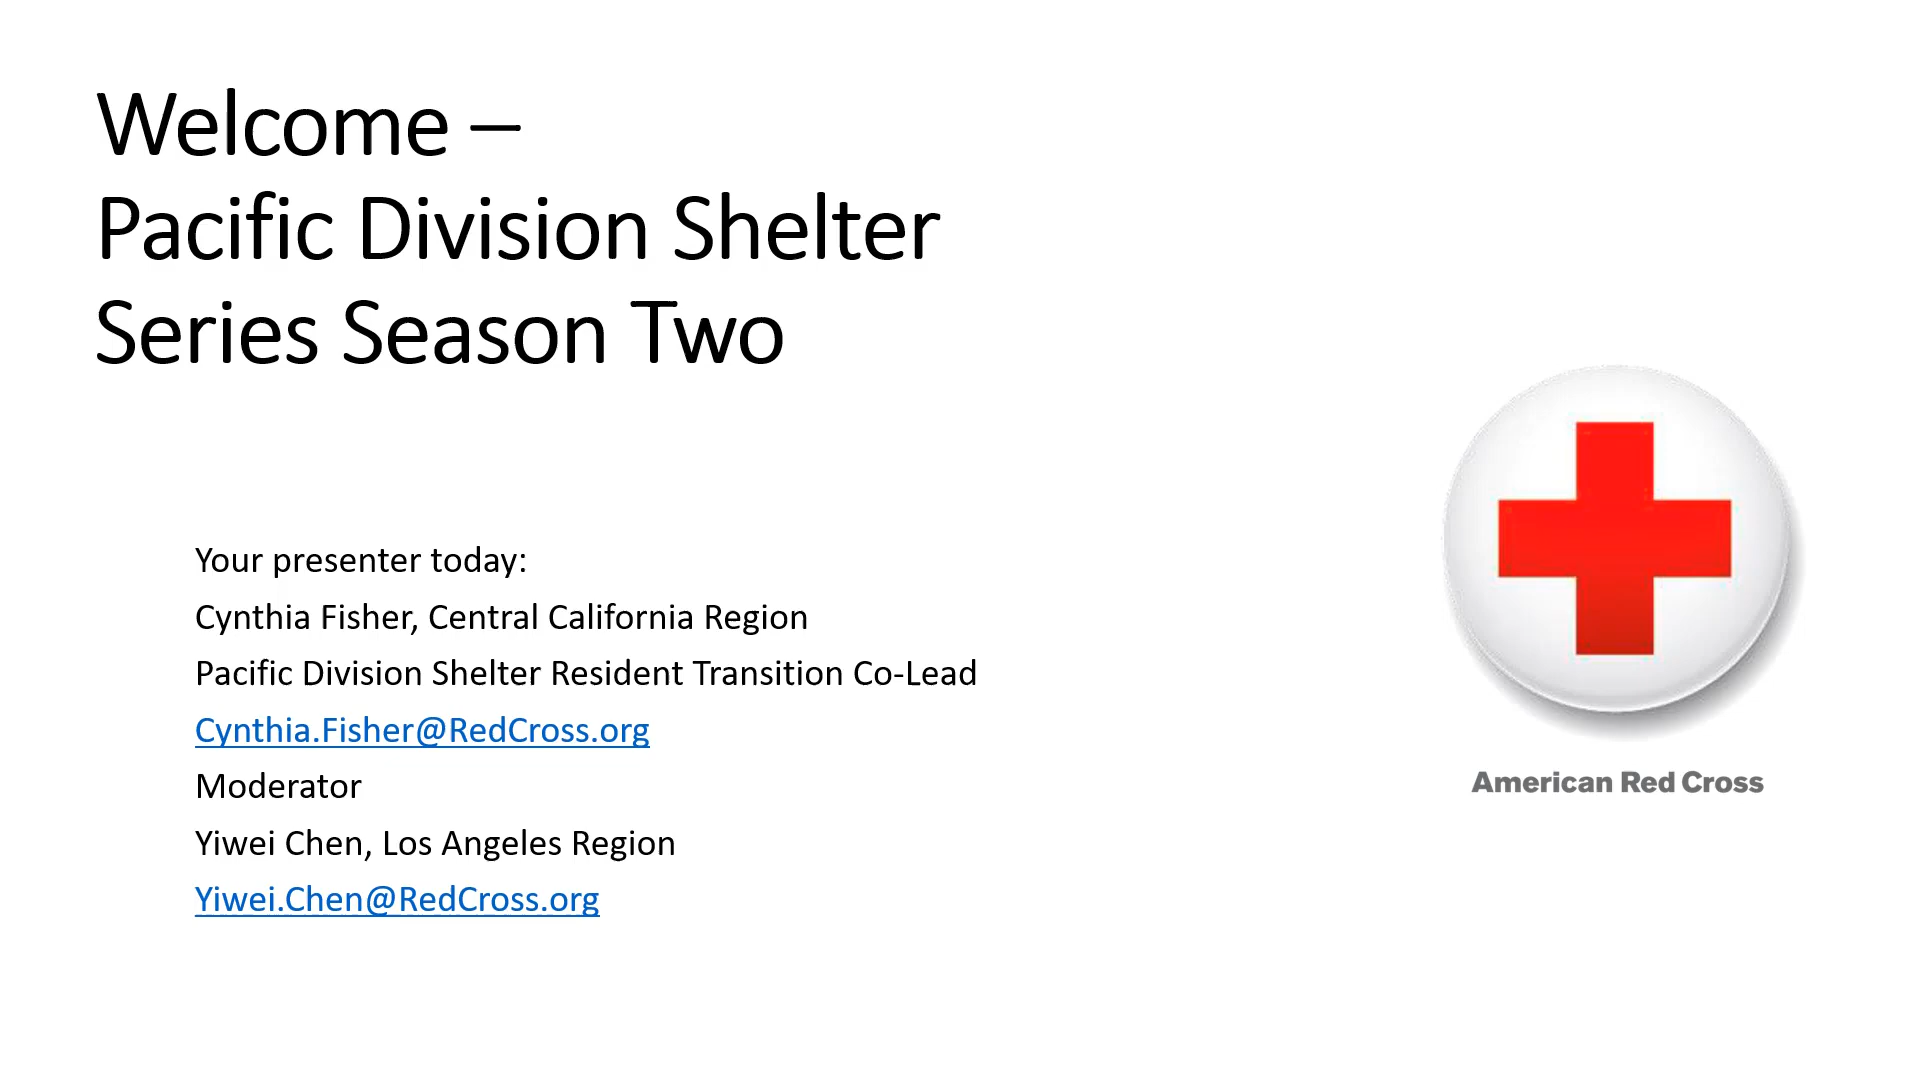 Welcome –
Pacific Division Shelter
Series Season Two
Your presenter today:
Cynthia Fisher, Central California Region
Pacific Division Shelter Resident Transition Co-Lead
Cynthia.Fisher@RedCross.org
Moderator
Yiwei Chen, Los Angeles Region
Yiwei.Chen@RedCross.org
American Red Cross